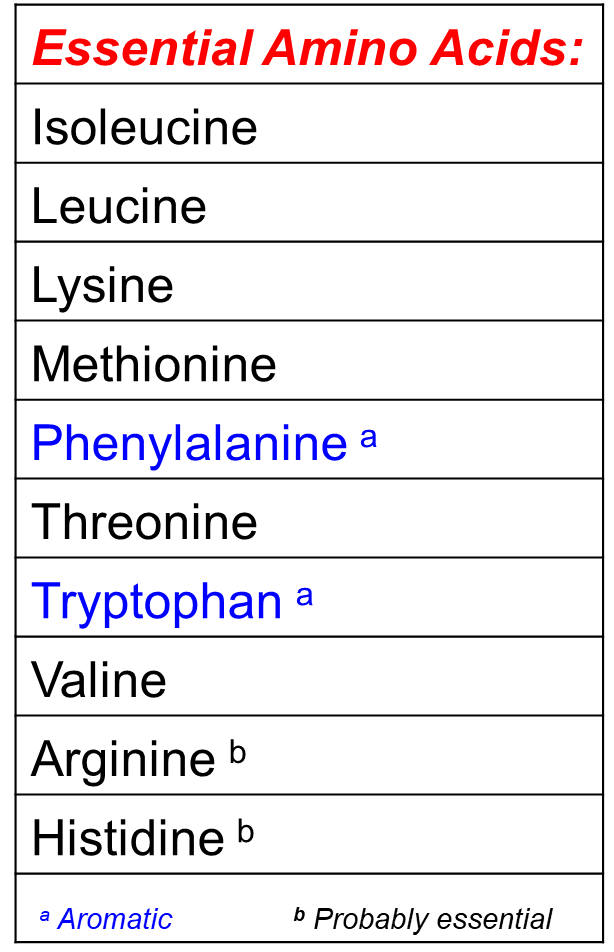 Essential Amino Acids:
Isoleucine
Leucine
Lysine
Methionine
Phenylalanine a
Threonine
Tryptophan a
Valine
Arginine b
Histidine b
a Aromatic b Probably essential